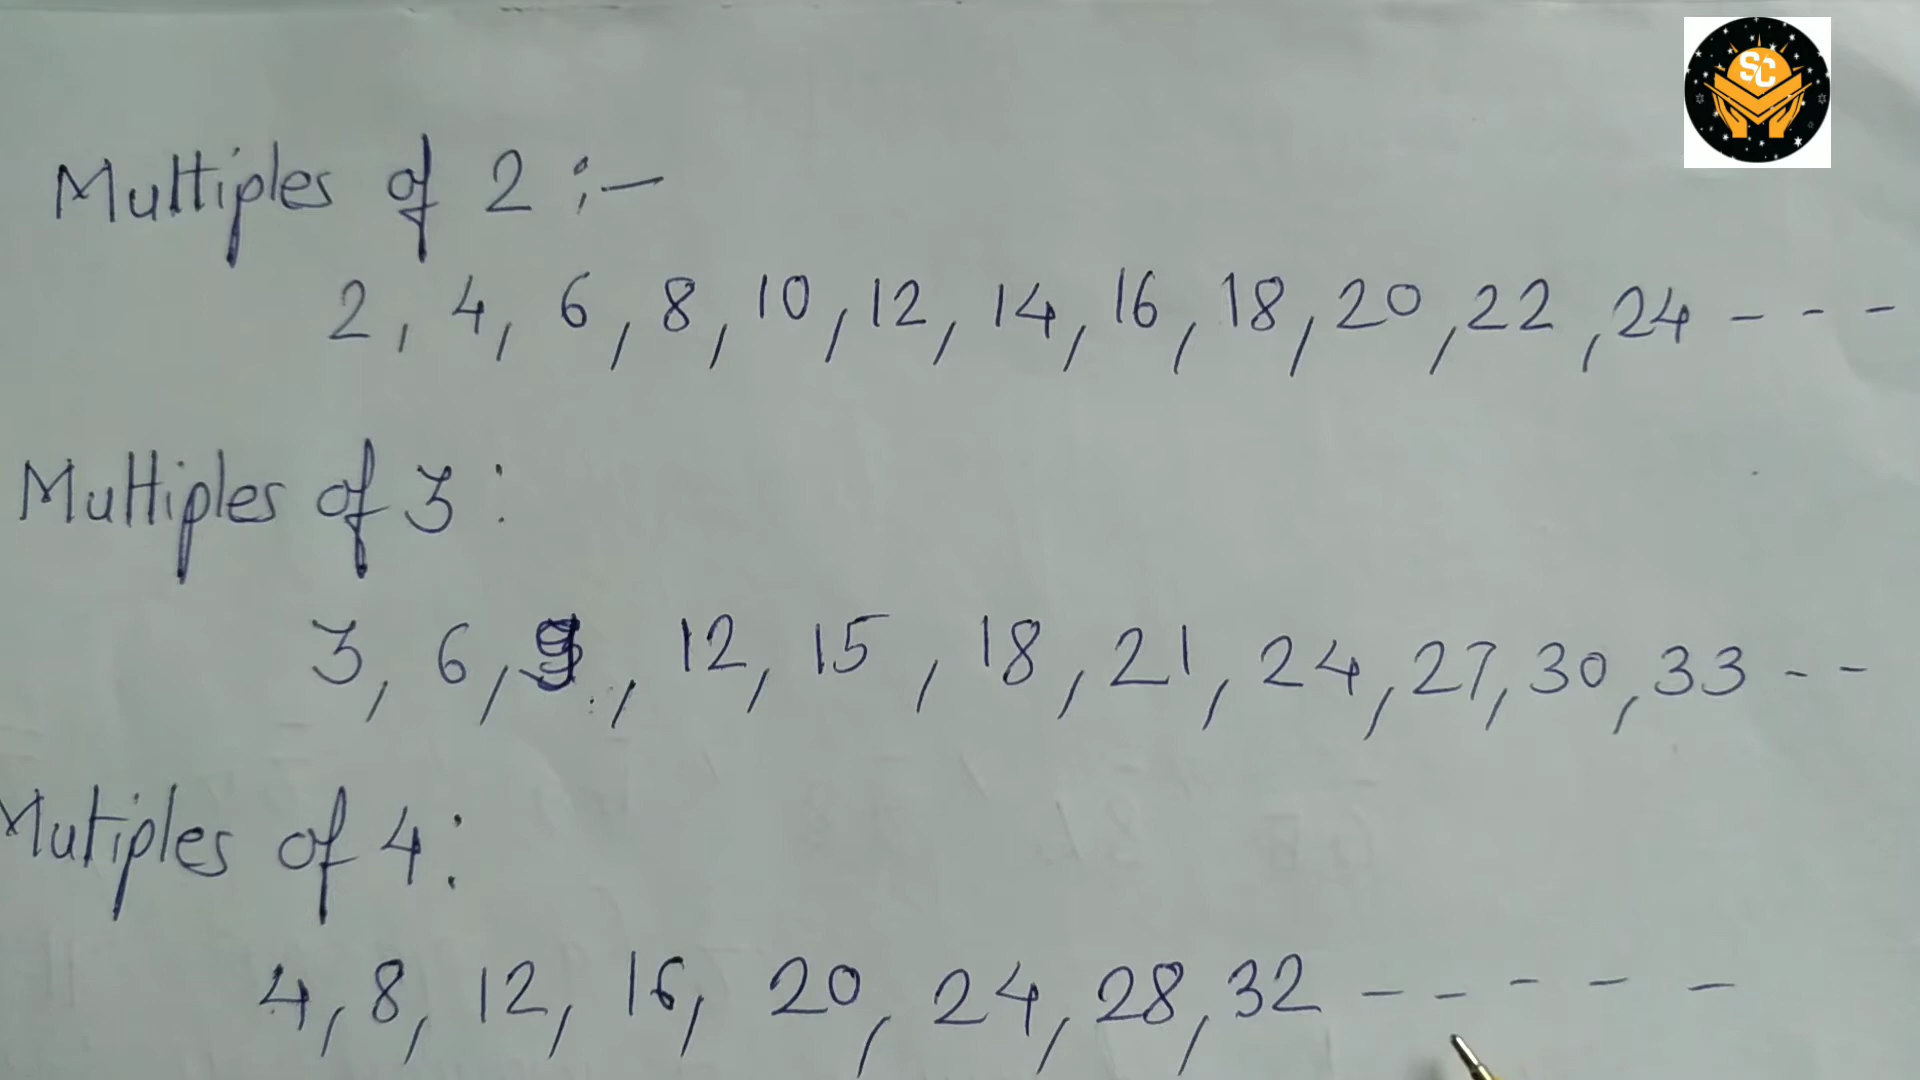 SC
Multiples of 2 :-
2, 4, 6, 8, 10, 12, 14, 16, 18, 20, 22, 24 - - -
Multiples of 3 :
3, 6, 9, 12, 15, 18, 21, 24, 27, 30, 33 - -
Mutiples of 4 :
4, 8, 12, 16, 20, 24, 28, 32 - - - - -